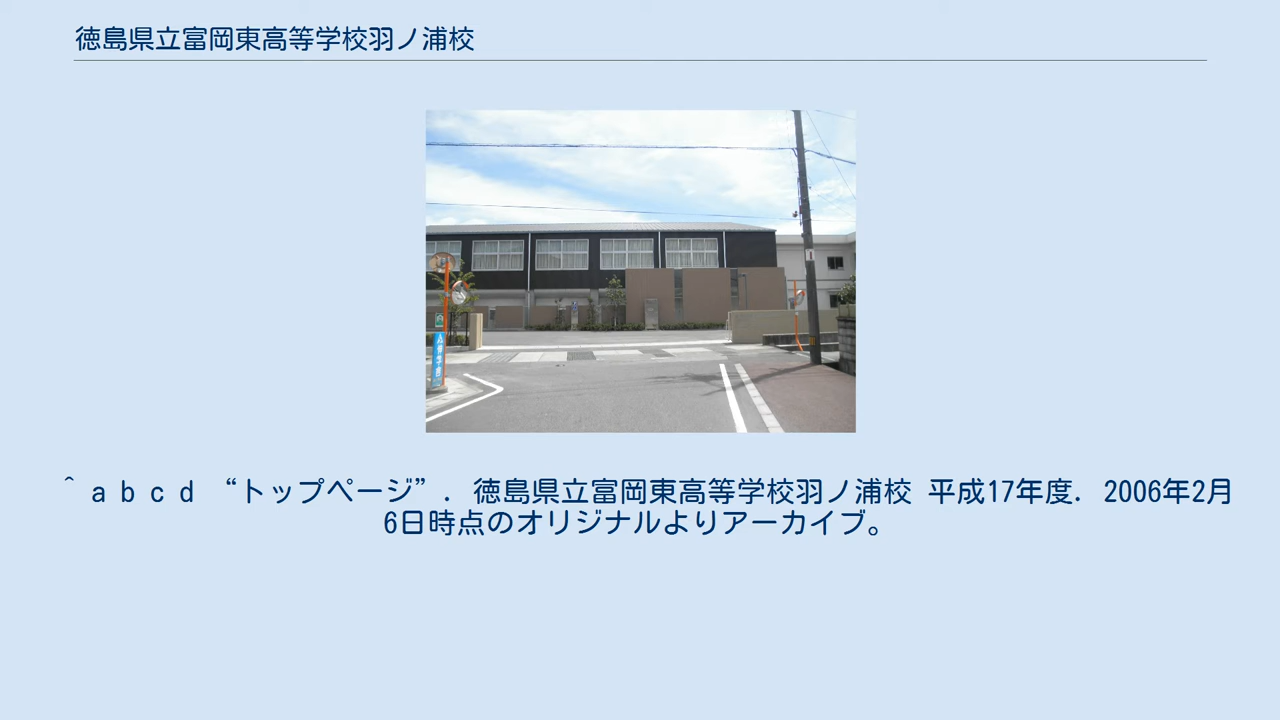 徳島県立富岡東高等学校羽ノ浦校
^ a b c d “トップページ”. 徳島県立富岡東高等学校羽ノ浦校 平成17年度. 2006年2月
6日時点のオリジナルよりアーカイブ。